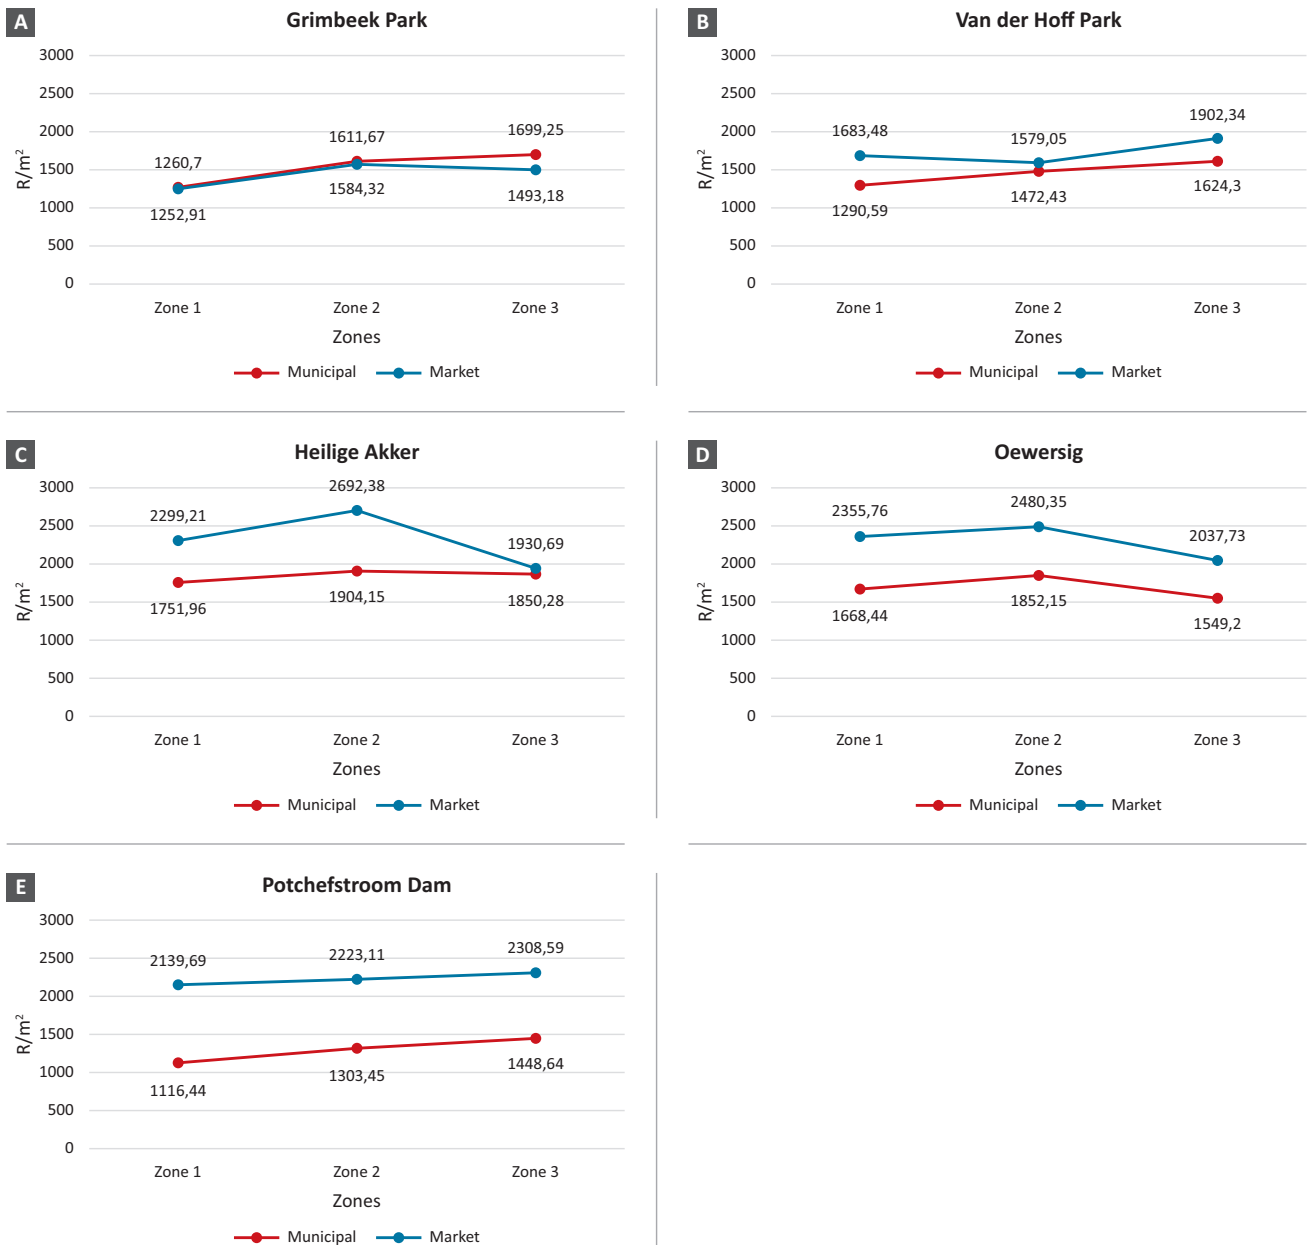 A
Grimbeek Park
3000
2500
2000
1500
1000
500
0
R/m²
1260,7
1611,67
1699,25
1252,91
1584,32
1493,18
Zone 1
Zone 2
Zone 3
Zones
Municipal
Market
B
Van der Hoff Park
3000
2500
2000
1500
1000
500
0
R/m²
1683,48
1579,05
1902,34
1290,59
1472,43
1624,3
Zone 1
Zone 2
Zone 3
Zones
Municipal
Market
C
Heilige Akker
3000
2500
2000
1500
1000
500
0
R/m²
2299,21
2692,38
1930,69
1751,96
1904,15
1850,28
Zone 1
Zone 2
Zone 3
Zones
Municipal
Market
D
Oewersig
3000
2500
2000
1500
1000
500
0
R/m²
2355,76
2480,35
2037,73
1668,44
1852,15
1549,2
Zone 1
Zone 2
Zone 3
Zones
Municipal
Market
E
Potchefstroom Dam
3000
2500
2000
1500
1000
500
0
R/m²
2139,69
2223,11
2308,59
1116,44
1303,45
1448,64
Zone 1
Zone 2
Zone 3
Zones
Municipal
Market